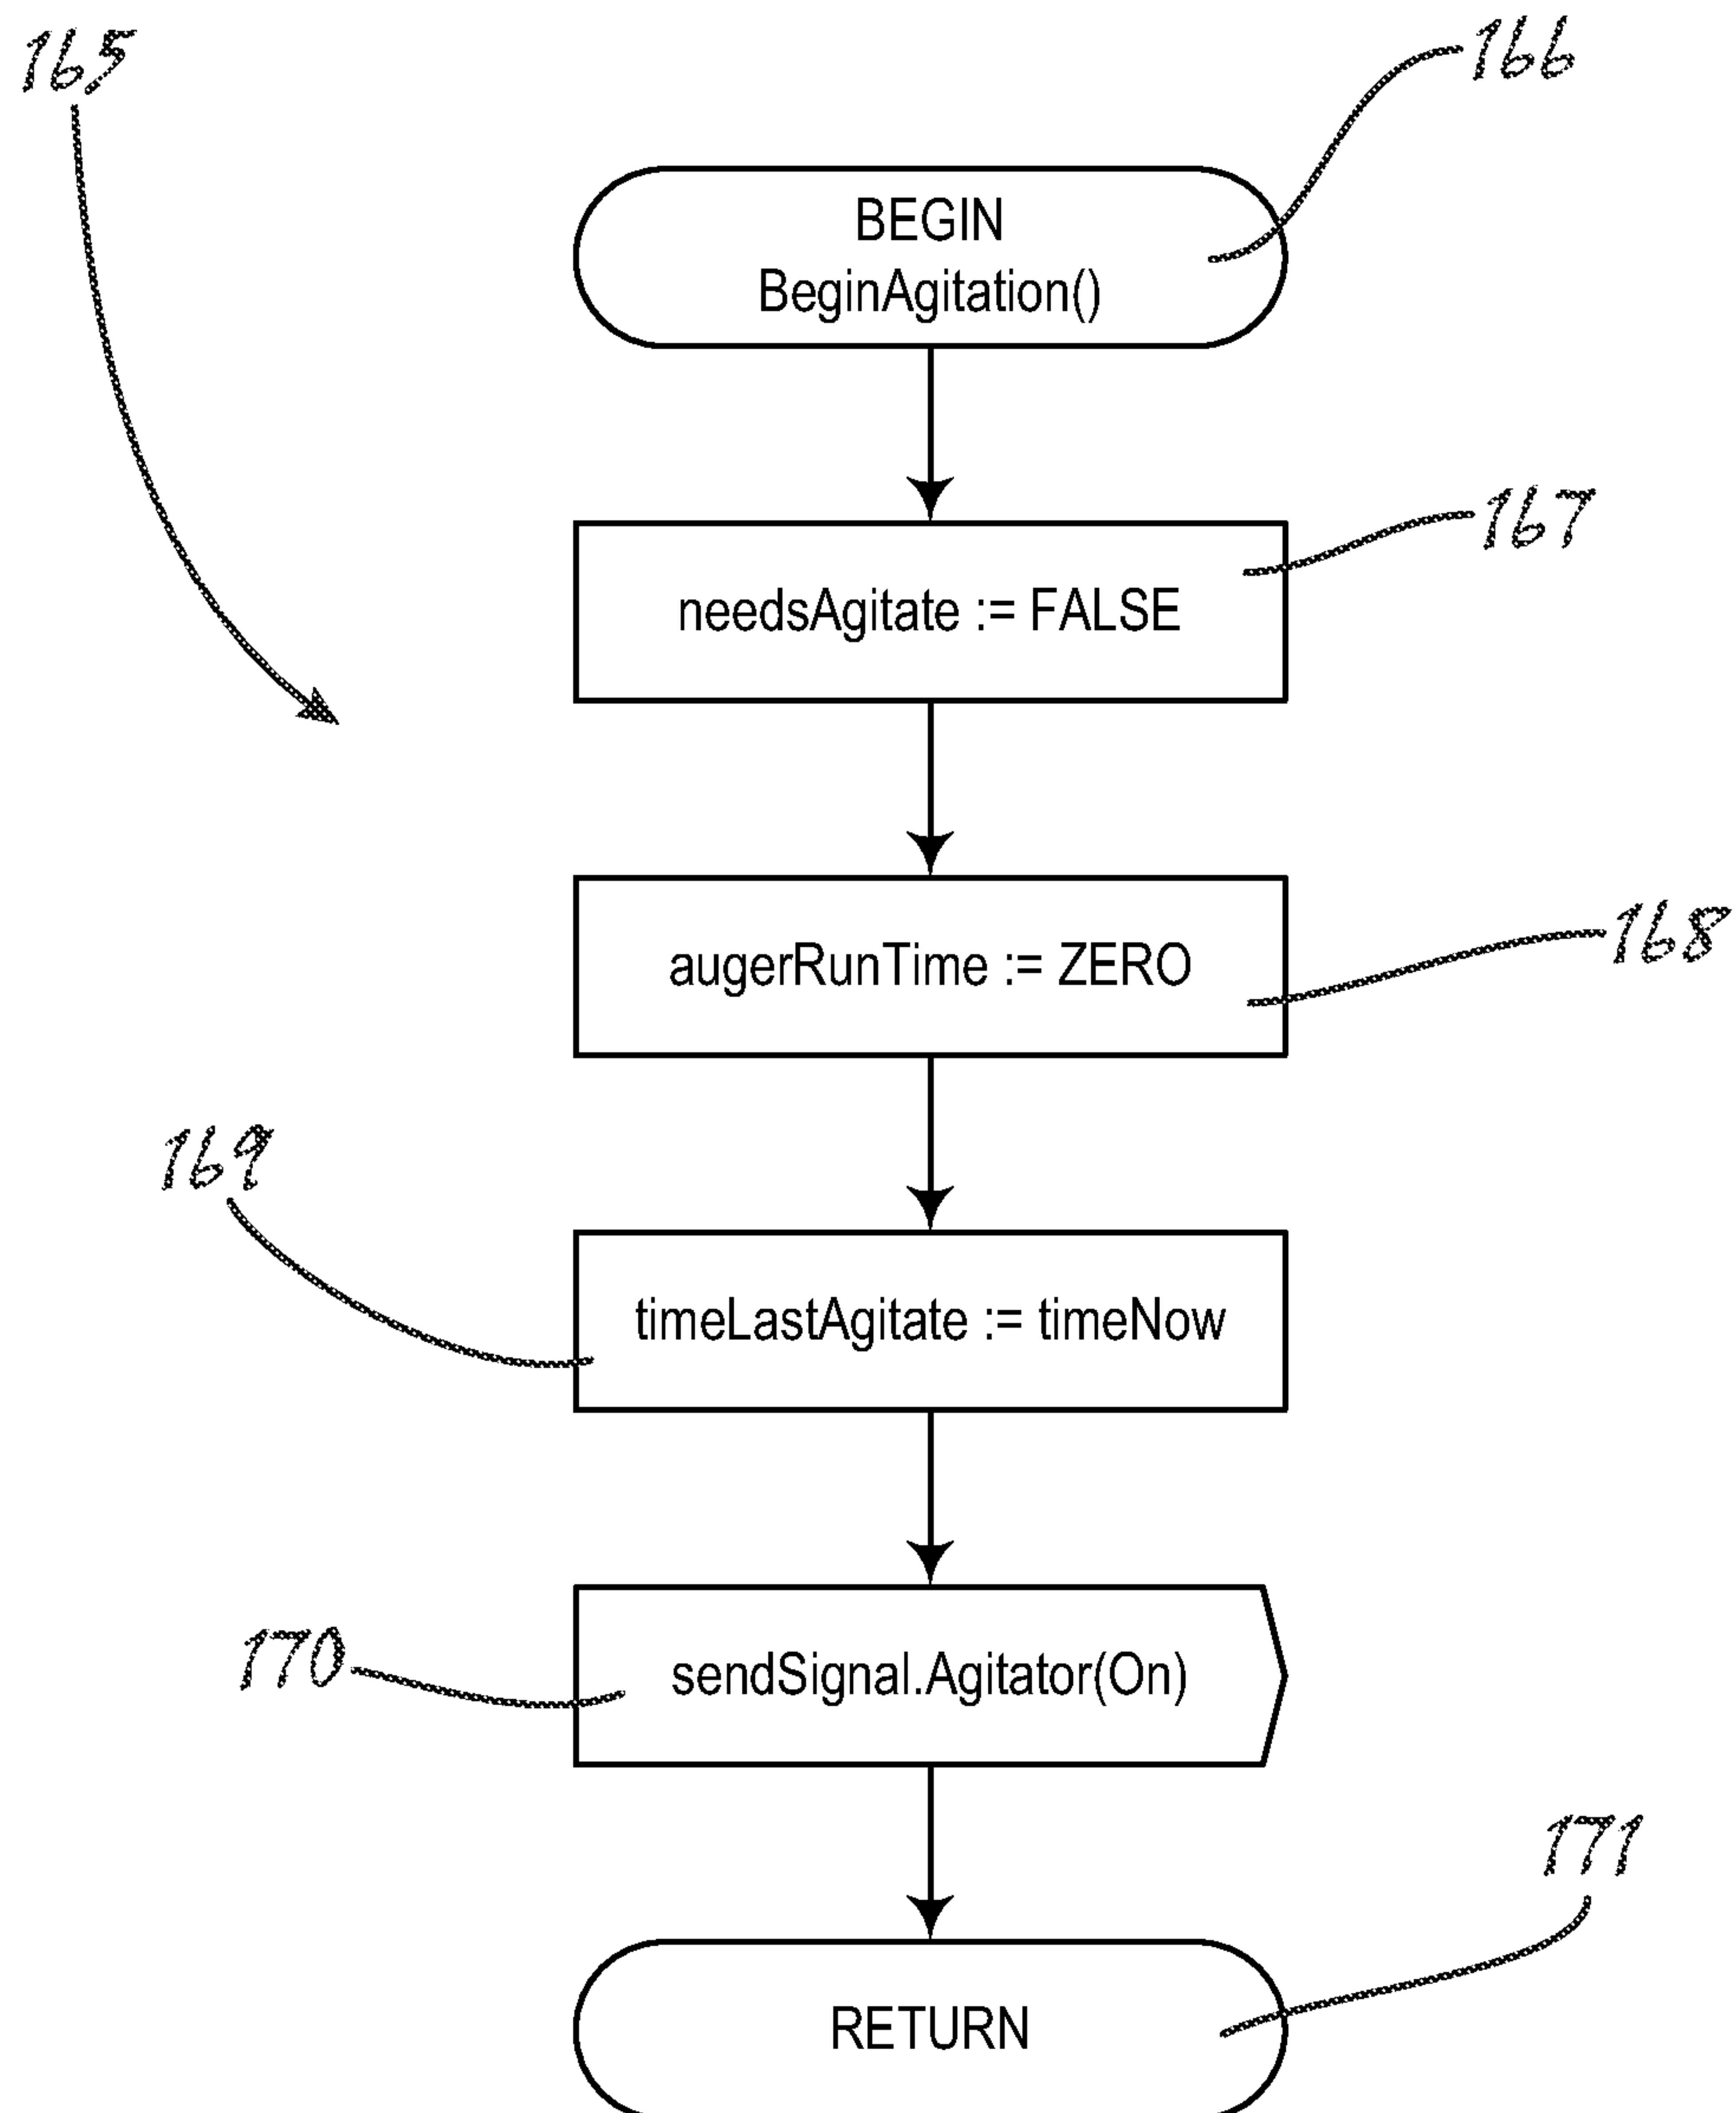 165
166
BEGIN
BeginAgitation()
167
needsAgitate := FALSE
168
augerRunTime := ZERO
169
timeLastAgitate := timeNow
170
sendSignal.Agitator(On)
171
RETURN